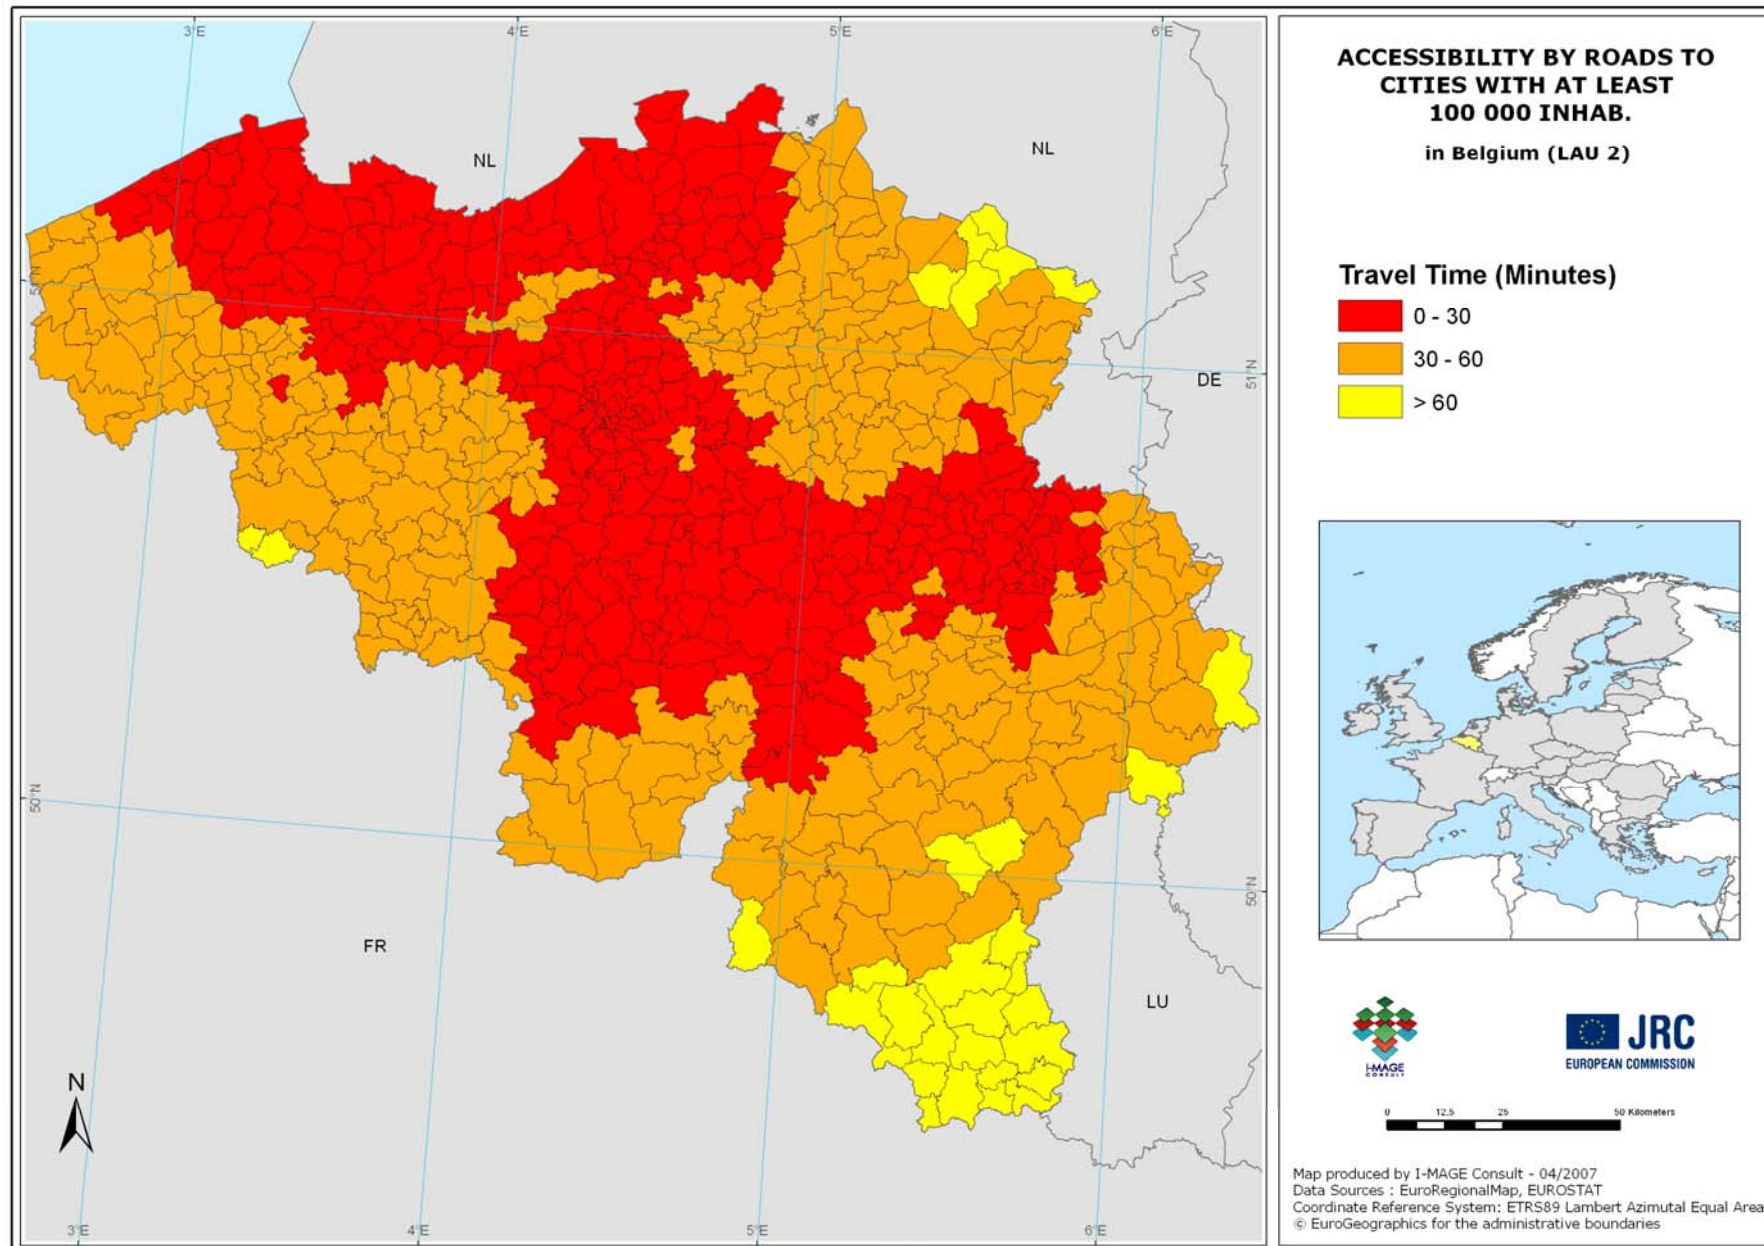 3°E
4°E
5°E
6°E
NL
NL
51°N
51°N
DE
50°N
50°N
FR
LU
N
3°E
4°E
5°E
6°E
ACCESSIBILITY BY ROADS TO
CITIES WITH AT LEAST
100 000 INHAB.
in Belgium (LAU 2)
Travel Time (Minutes)
0 - 30
30 - 60
> 60
I-MAGE
CONSULT
JRC
EUROPEAN COMMISSION
0 12.5 25 50 Kilometers
Map produced by I-MAGE Consult - 04/2007
Data Sources : EuroRegionalMap, EUROSTAT
Coordinate Reference System: ETRS89 Lambert Azimutal Equal Area
© EuroGeographics for the administrative boundaries